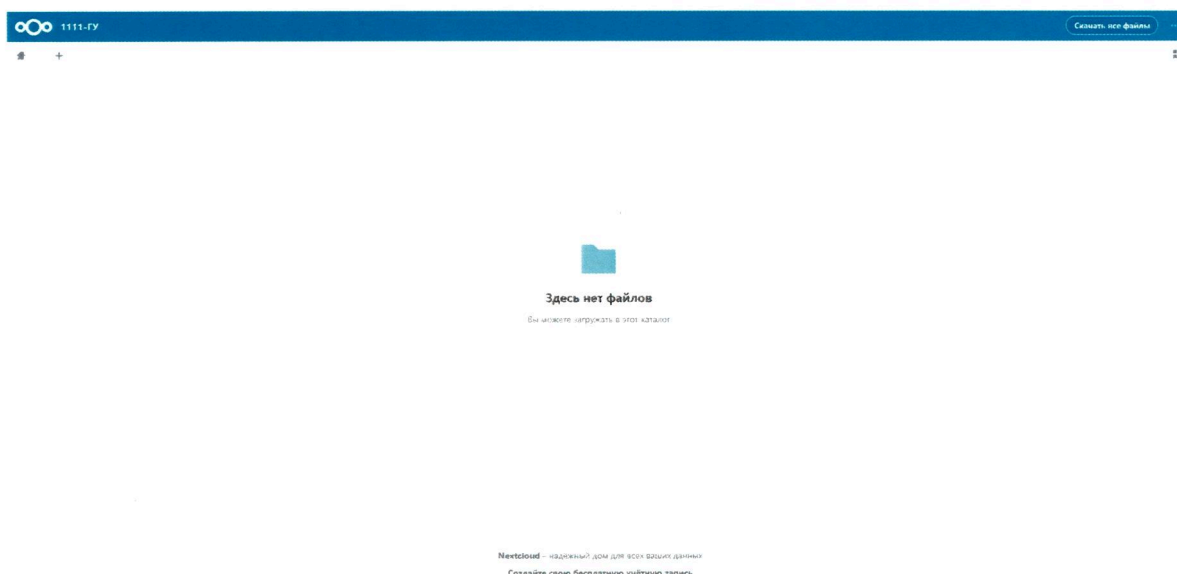 1111-ГУ
Скачать все файлы
Здесь нет файлов
Вы можете загружать в этот каталог
Nextcloud – надёжный дом для всех ваших данных
Создайте свою бесплатную учётную запись